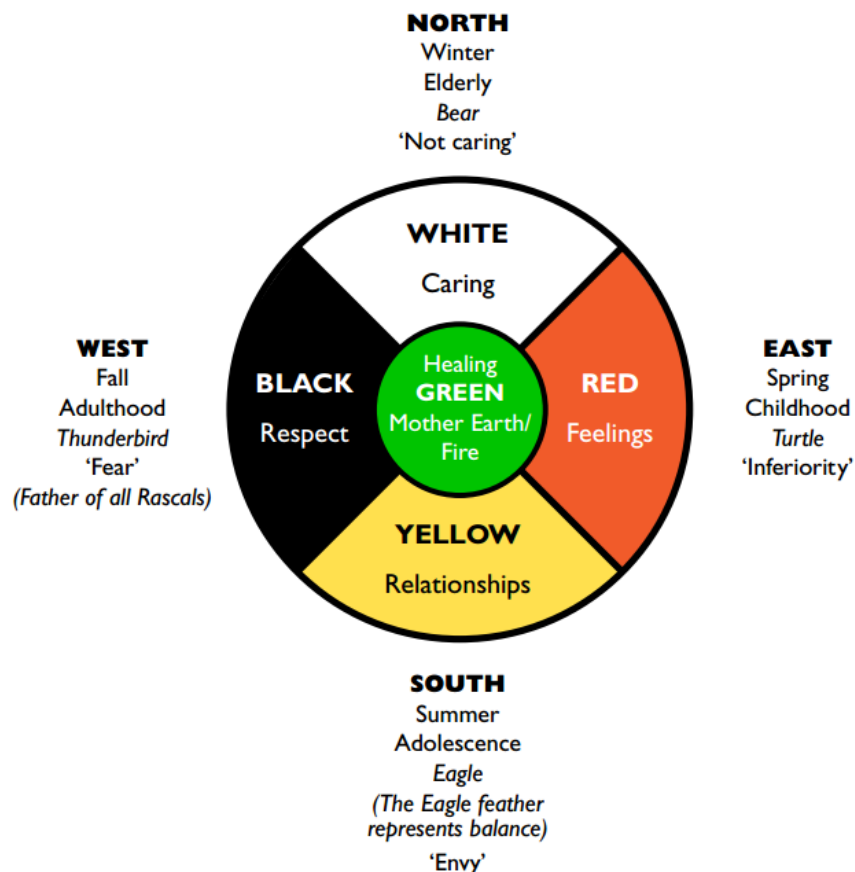 NORTH
Winter
Elderly
Bear
‘Not caring’
WHITE
Caring
WEST
Fall
Adulthood
Thunderbird
‘Fear’
(Father of all Rascals)
BLACK
Respect
Healing
GREEN
Mother Earth/
Fire
RED
Feelings
EAST
Spring
Childhood
Turtle
‘Inferiority’
YELLOW
Relationships
SOUTH
Summer
Adolescence
Eagle
(The Eagle feather
represents balance)
‘Envy’